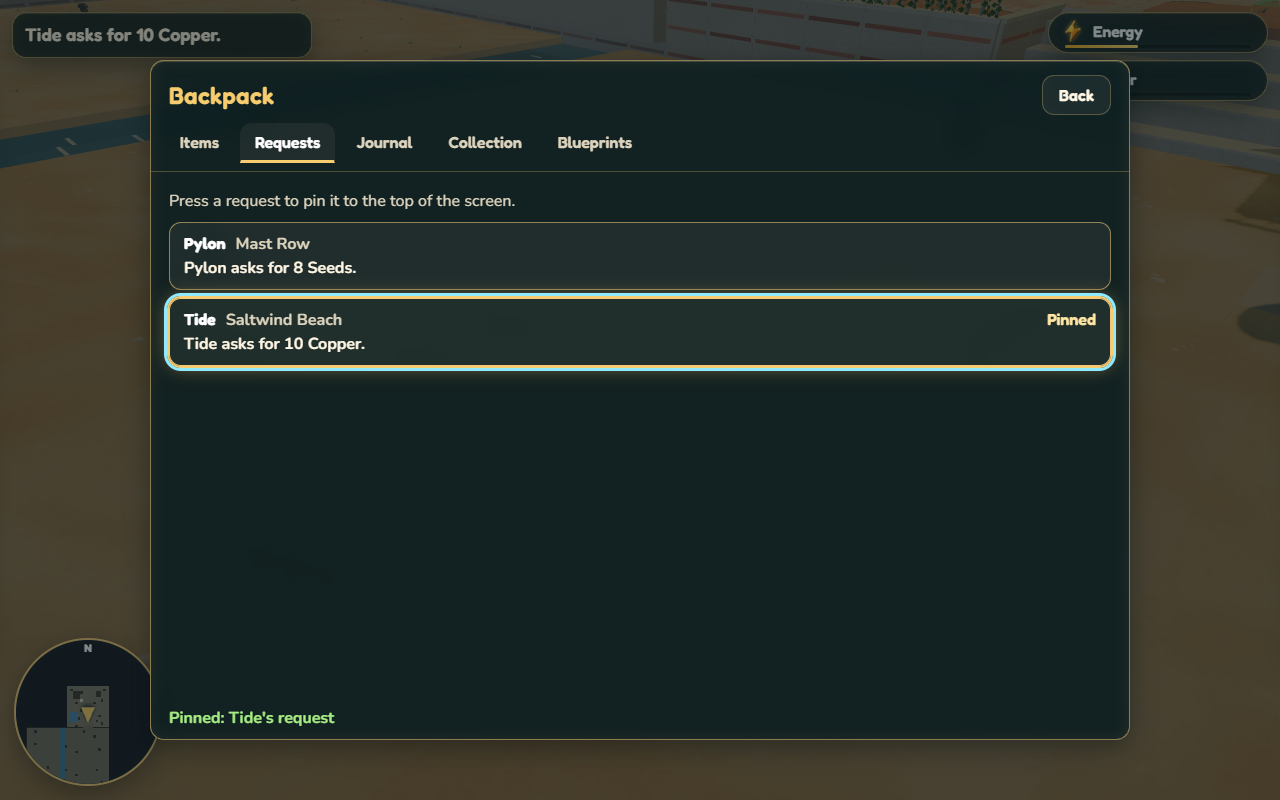 Tide asks for 10 Copper.
Energy
Backpack
Back
Items Requests Journal Collection Blueprints
Press a request to pin it to the top of the screen.
Pylon Mast Row
Pylon asks for 8 Seeds.
Tide Saltwind Beach Pinned
Tide asks for 10 Copper.
N
Pinned: Tide's request